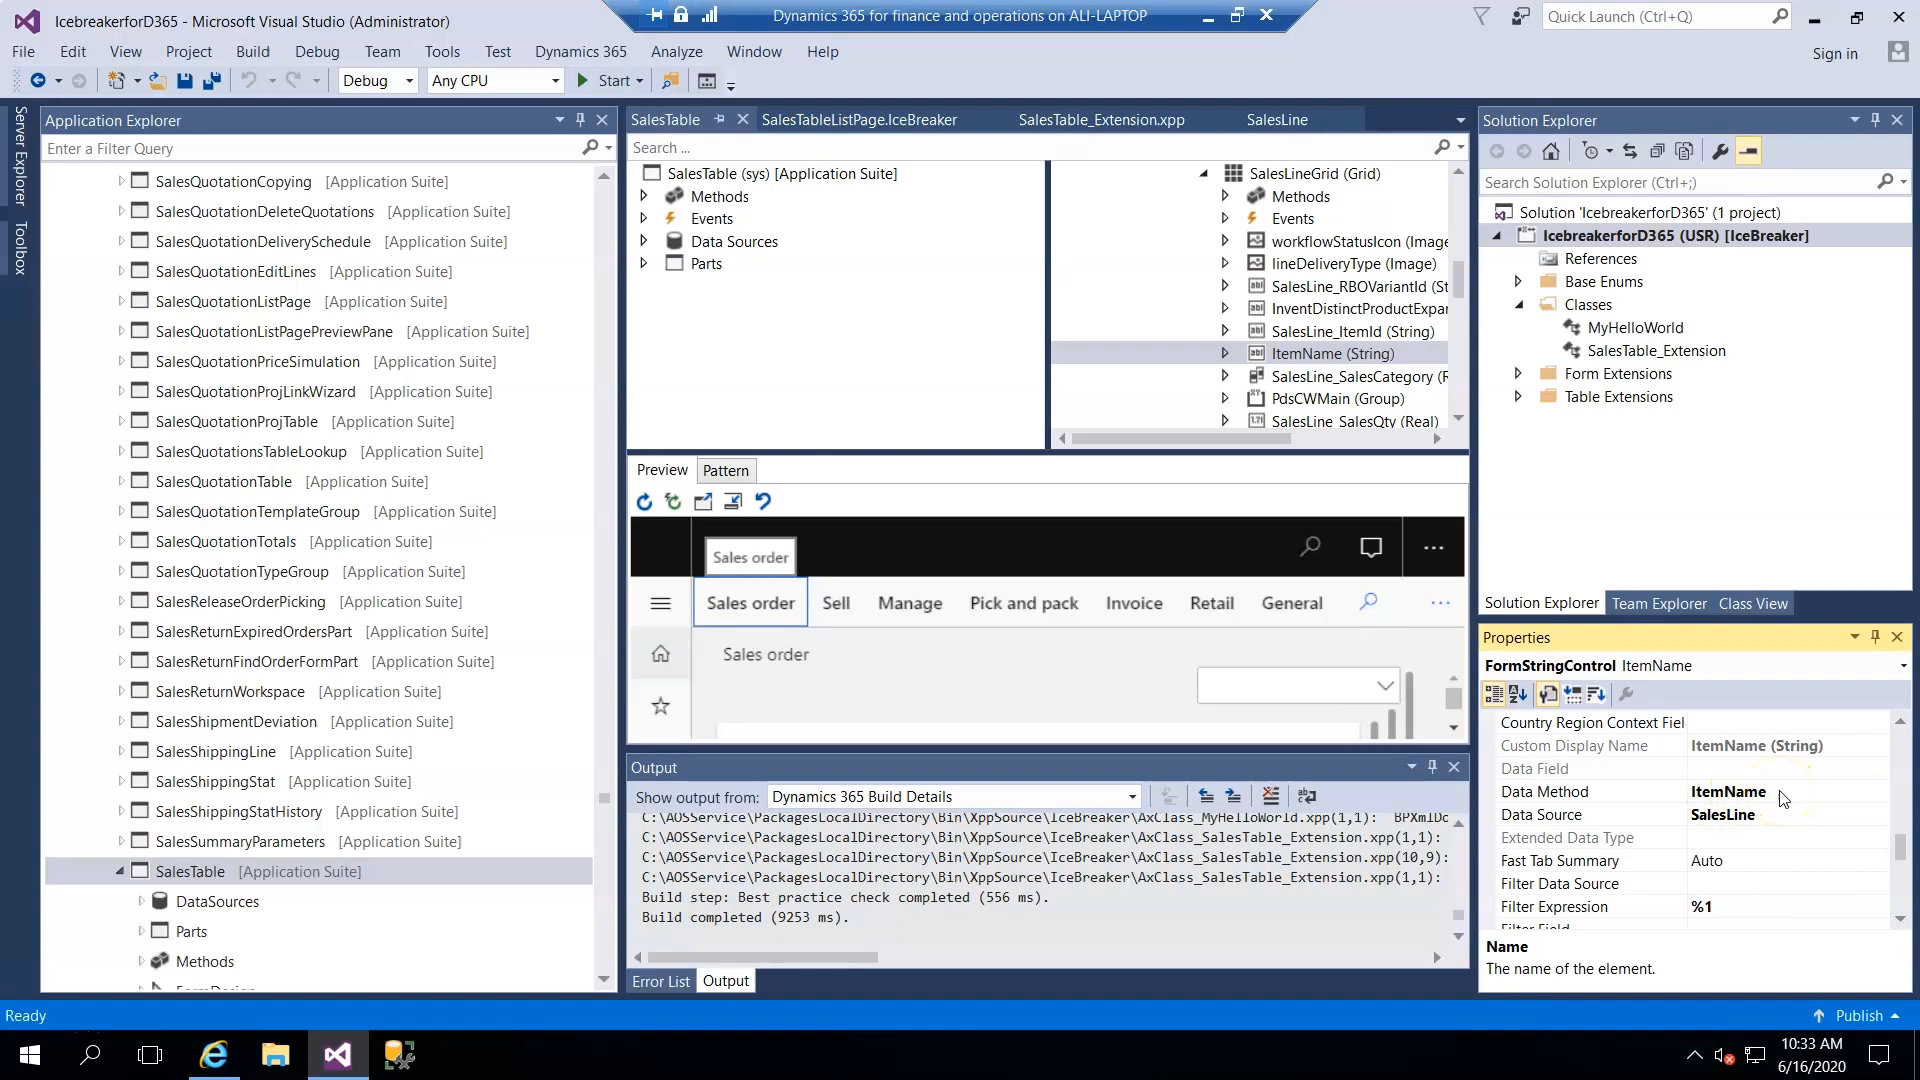 IcebreakerforD365 - Microsoft Visual Studio (Administrator)
Dynamics 365 for finance and operations on ALI-LAPTOP
Quick Launch (Ctrl+Q)
File Edit View Project Build Debug Team Tools Test Dynamics 365 Analyze Window Help
Sign in
Debug Any CPU Start
Server Explorer
Toolbox
Application Explorer
Enter a Filter Query
SalesQuotationCopying [Application Suite]
SalesQuotationDeleteQuotations [Application Suite]
SalesQuotationDeliverySchedule [Application Suite]
SalesQuotationEditLines [Application Suite]
SalesQuotationListPage [Application Suite]
SalesQuotationListPagePreviewPane [Application Suite]
SalesQuotationPriceSimulation [Application Suite]
SalesQuotationProjLinkWizard [Application Suite]
SalesQuotationProjTable [Application Suite]
SalesQuotationsTableLookup [Application Suite]
SalesQuotationTable [Application Suite]
SalesQuotationTemplateGroup [Application Suite]
SalesQuotationTotals [Application Suite]
SalesQuotationTypeGroup [Application Suite]
SalesReleaseOrderPicking [Application Suite]
SalesReturnExpiredOrdersPart [Application Suite]
SalesReturnFindOrderFormPart [Application Suite]
SalesReturnWorkspace [Application Suite]
SalesShipmentDeviation [Application Suite]
SalesShippingLine [Application Suite]
SalesShippingStat [Application Suite]
SalesShippingStatHistory [Application Suite]
SalesSummaryParameters [Application Suite]
SalesTable [Application Suite]
DataSources
Parts
Methods
SalesTable SalesTableListPage.IceBreaker SalesTable_Extension.xpp SalesLine
Search ...
SalesTable (sys) [Application Suite]
Methods
Events
Data Sources
Parts
SalesLineGrid (Grid)
Methods
Events
workflowStatusIcon (Image
lineDeliveryType (Image)
SalesLine_RBOVariantId (St
InventDistinctProductExpan
SalesLine_ItemId (String)
ItemName (String)
SalesLine_SalesCategory (R
PdsCWMain (Group)
SalesLine_SalesQty (Real)
Preview Pattern
Sales order
Sales order Sell Manage Pick and pack Invoice Retail General
Sales order
Output
Show output from: Dynamics 365 Build Details
C:\AOSService\PackagesLocalDirectory\Bin\XppSource\IceBreaker\AxClass_MyHelloWorld.xpp(1,1): BPXmlDo
C:\AOSService\PackagesLocalDirectory\Bin\XppSource\IceBreaker\AxClass_SalesTable_Extension.xpp(1,1):
C:\AOSService\PackagesLocalDirectory\Bin\XppSource\IceBreaker\AxClass_SalesTable_Extension.xpp(10,9):
C:\AOSService\PackagesLocalDirectory\Bin\XppSource\IceBreaker\AxClass_SalesTable_Extension.xpp(1,1):
Build step: Best practice check completed (556 ms).
Build completed (9253 ms).
Error List Output
Solution Explorer
Search Solution Explorer (Ctrl+;)
Solution 'IcebreakerforD365' (1 project)
IcebreakerforD365 (USR) [IceBreaker]
References
Base Enums
Classes
MyHelloWorld
SalesTable_Extension
Form Extensions
Table Extensions
Solution Explorer Team Explorer Class View
Properties
FormStringControl ItemName
Country Region Context Fiel
Custom Display Name ItemName (String)
Data Field
Data Method ItemName
Data Source SalesLine
Extended Data Type
Fast Tab Summary Auto
Filter Data Source
Filter Expression %1
Filter Field
Name
The name of the element.
Ready
Publish
10:33 AM
6/16/2020